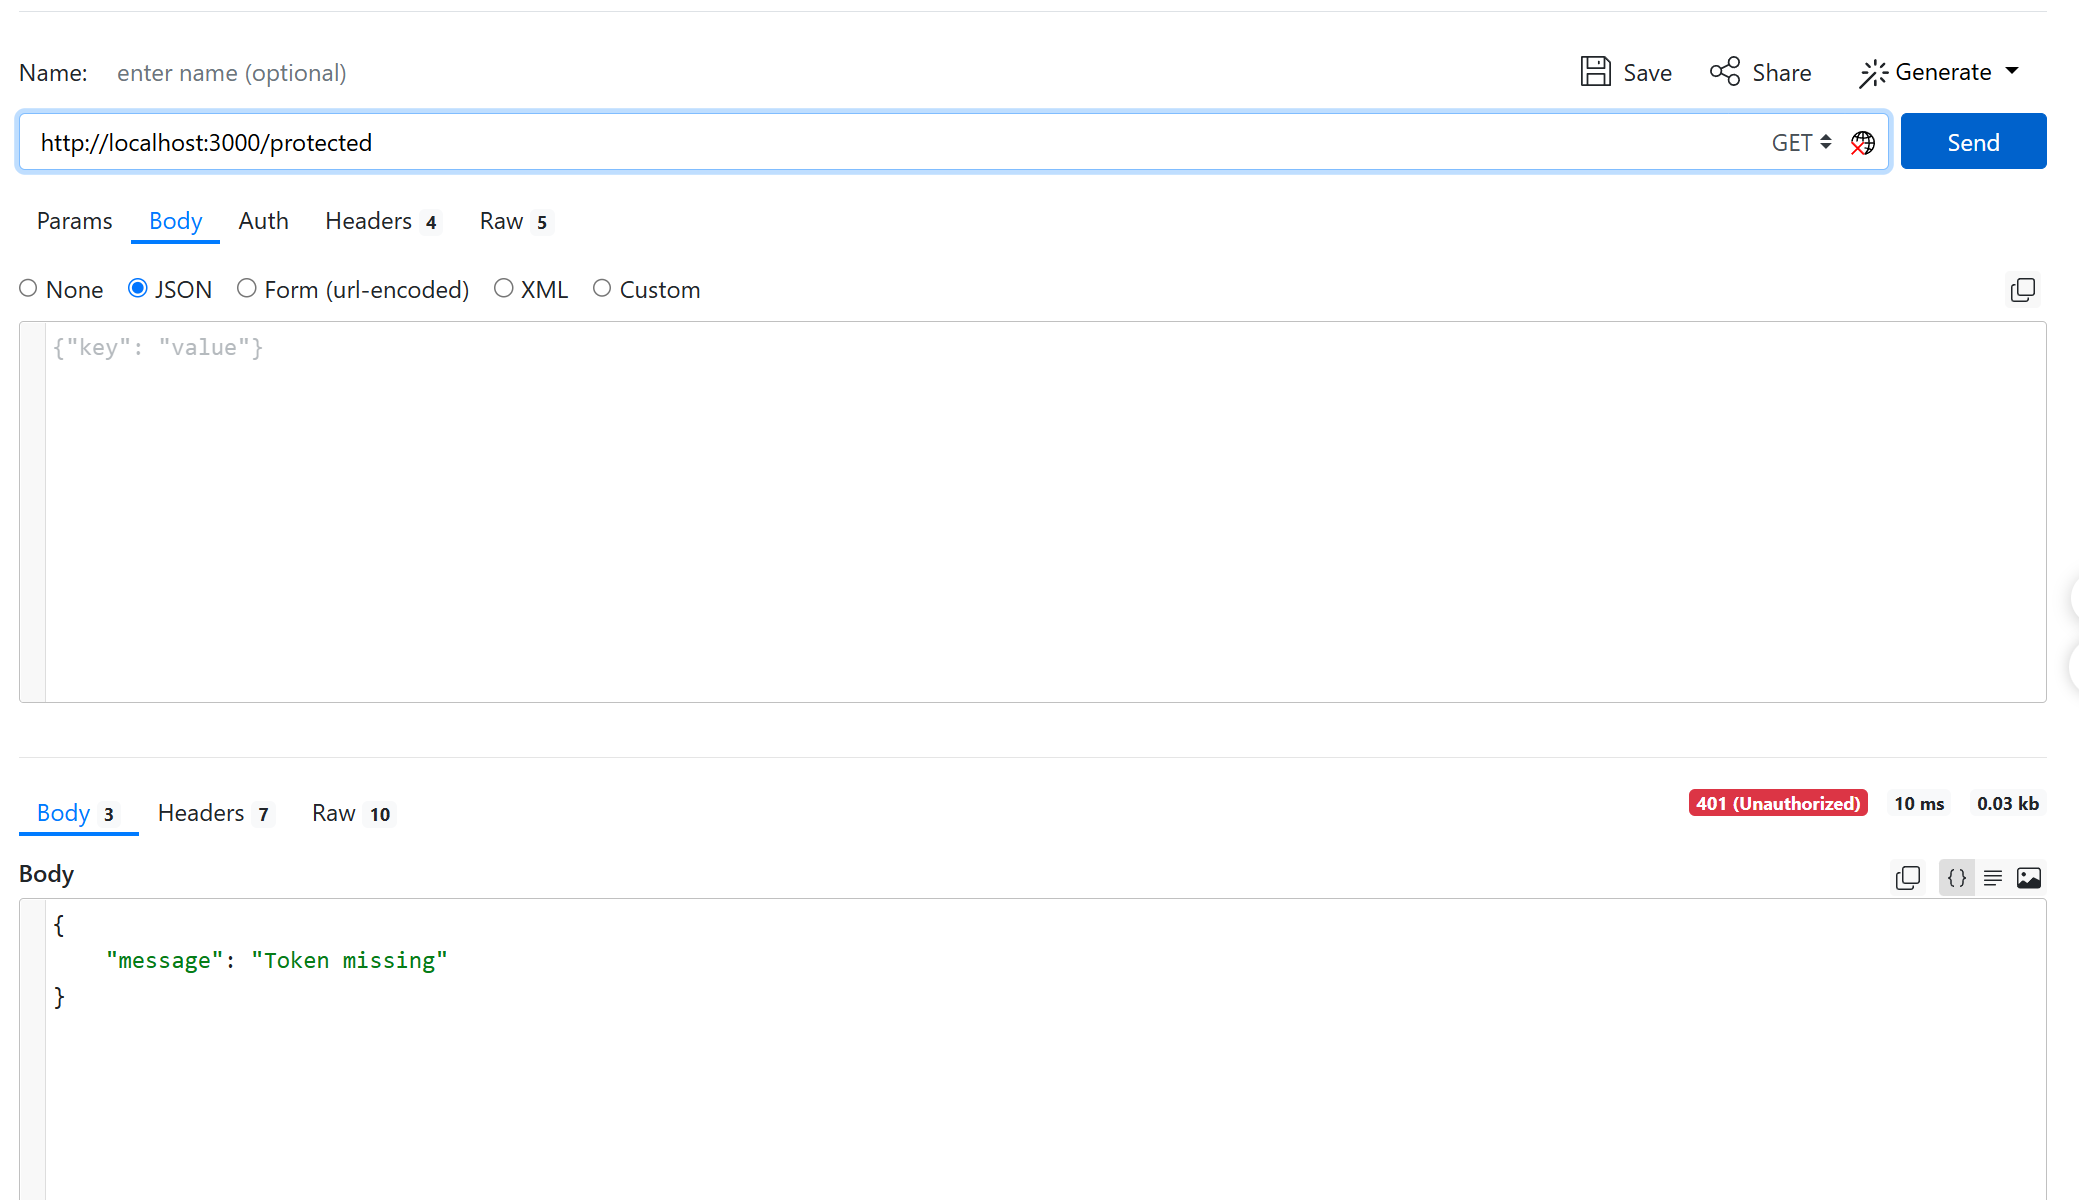 Name: enter name (optional) Save Share Generate
http://localhost:3000/protected GET Send
Params Body Auth Headers 4 Raw 5
None JSON Form (url-encoded) XML Custom
{"key": "value"}
Body 3 Headers 7 Raw 10 401 (Unauthorized) 10 ms 0.03 kb
Body {}
{
"message": "Token missing"
}